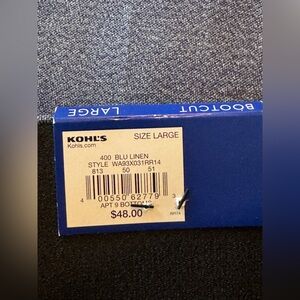 BOOTCUT
LARGE
KOHL'S SIZE LARGE
Kohls.com
400 BLU LINEN
STYLE WA93X031RR14
813 50 51
4 00550 62779 3
APT 9 BOTTOMS
$48.00